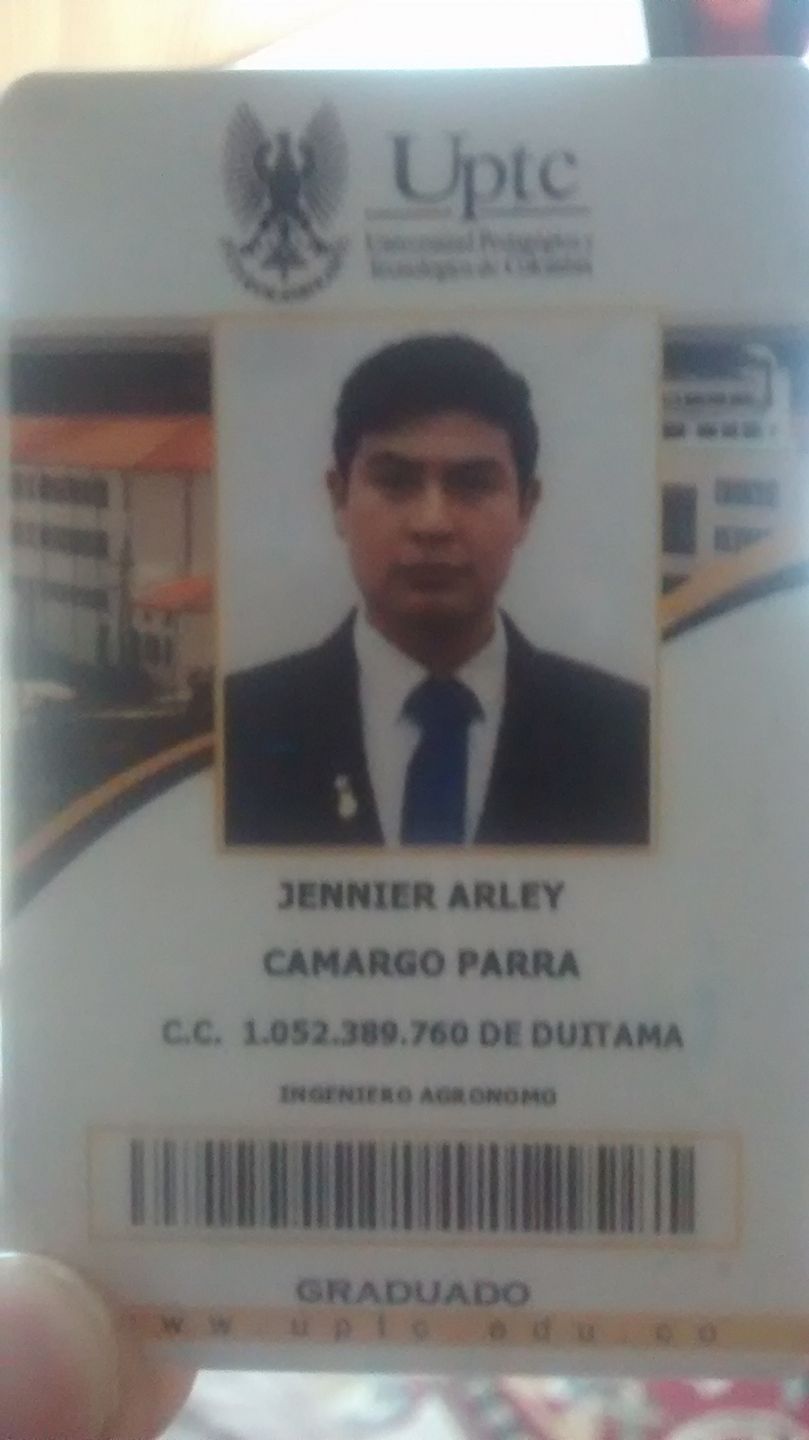 Uptc
Universidad Pedagógica y
Tecnológica de Colombia
JENNIER ARLEY
CAMARGO PARRA
C.C. 1.052.389.760 DE DUITAMA
INGENIERO AGRONOMO
GRADUADO
www.uptc.edu.co